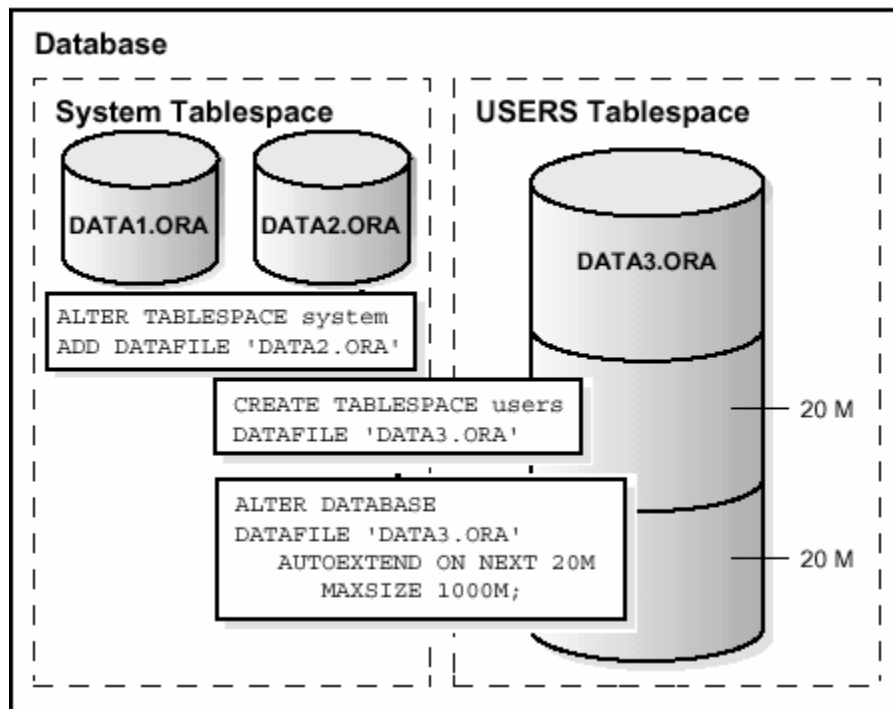 Database
System Tablespace
USERS Tablespace
DATA1.ORA
DATA2.ORA
DATA3.ORA
ALTER TABLESPACE system
ADD DATAFILE 'DATA2.ORA'
CREATE TABLESPACE users
DATAFILE 'DATA3.ORA'
20 M
ALTER DATABASE
DATAFILE 'DATA3.ORA'
AUTOEXTEND ON NEXT 20M
MAXSIZE 1000M;
20 M